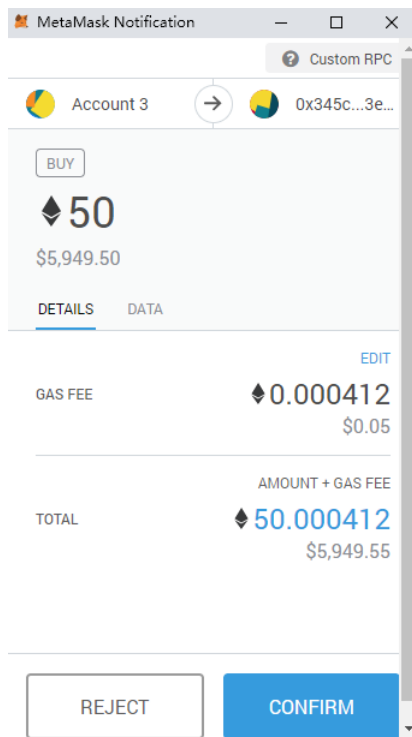 MetaMask Notification
Custom RPC
Account 3 0x345c...3e...
BUY
50
$5,949.50
DETAILS DATA
EDIT
GAS FEE 0.000412
$0.05
AMOUNT + GAS FEE
TOTAL 50.000412
$5,949.55
REJECT CONFIRM